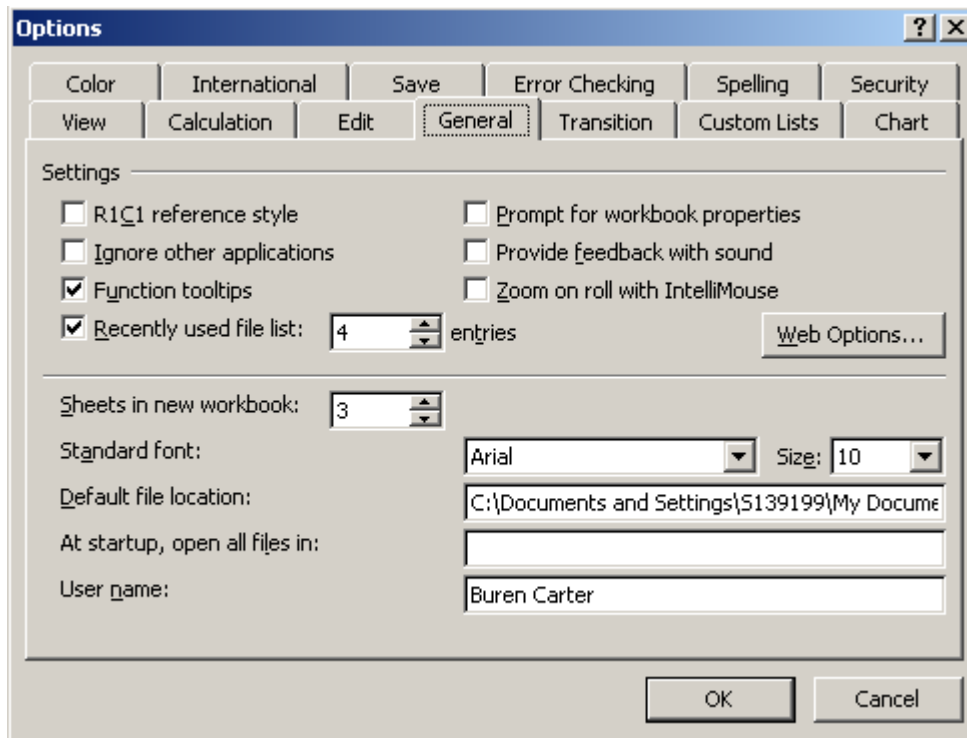 Options
Color International Save Error Checking Spelling Security
View Calculation Edit General Transition Custom Lists Chart
Settings
R1C1 reference style Prompt for workbook properties
Ignore other applications Provide feedback with sound
Function tooltips Zoom on roll with IntelliMouse
Recently used file list: 4 entries Web Options...
Sheets in new workbook: 3
Standard font: Arial Size: 10
Default file location: C:\Documents and Settings\S139199\My Docume
At startup, open all files in:
User name: Buren Carter
OK Cancel